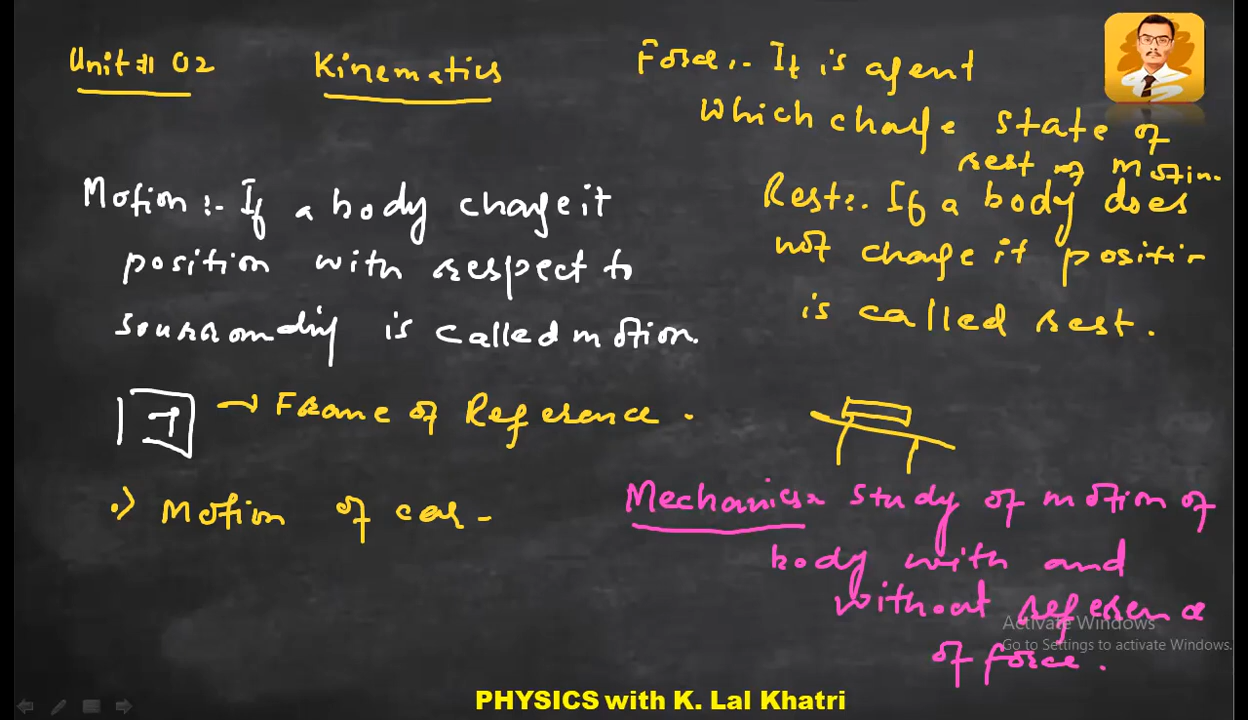 Unit # 02
Kinematics
Motion:- If a body change it
position with respect to
sourronding is called motion.
→ Frame of Reference.
Motion of car -
Force:- It is agent
which change state of
rest of motion.
Rest:- If a body does
not change it position
is called rest.
Mechanics:- Study of motion of
body with and
without reference
of force.
Activate Windows
Go to Settings to activate Windows.
PHYSICS with K. Lal Khatri